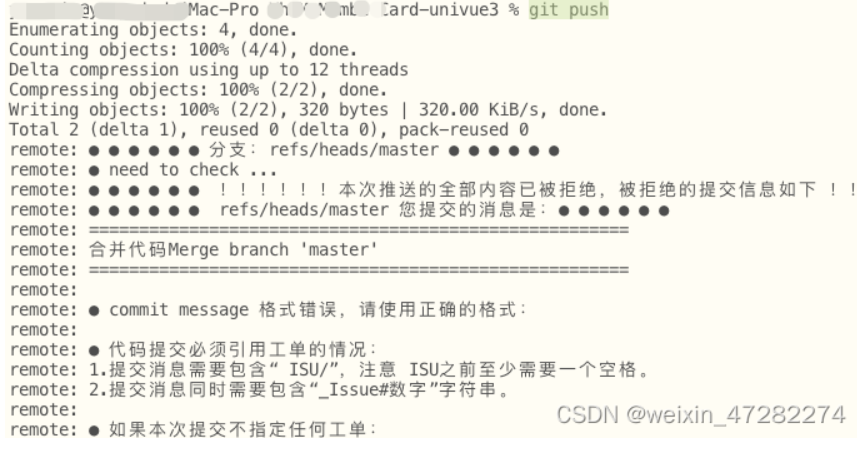 Mac-Pro Card-univue3 % git push
Enumerating objects: 4, done.
Counting objects: 100% (4/4), done.
Delta compression using up to 12 threads
Compressing objects: 100% (2/2), done.
Writing objects: 100% (2/2), 320 bytes | 320.00 KiB/s, done.
Total 2 (delta 1), reused 0 (delta 0), pack-reused 0
remote: ● ● ● ● ● ● 分支: refs/heads/master ● ● ● ● ● ●
remote: ● need to check ...
remote: ● ● ● ● ● ● ！！！！！！本次推送的全部内容已被拒绝，被拒绝的提交信息如下 ！！
remote: ● ● ● ● ● ● refs/heads/master 您提交的消息是: ● ● ● ● ● ●
remote: ======================================================
remote: 合并代码Merge branch 'master'
remote: ======================================================
remote:
remote: ● commit message 格式错误，请使用正确的格式:
remote:
remote: ● 代码提交必须引用工单的情况:
remote: 1.提交消息需要包含“ ISU/”，注意 ISU之前至少需要一个空格。
remote: 2.提交消息同时需要包含“_Issue#数字”字符串。
remote:
remote: ● 如果本次提交不指定任何工单:
CSDN @weixin_47282274